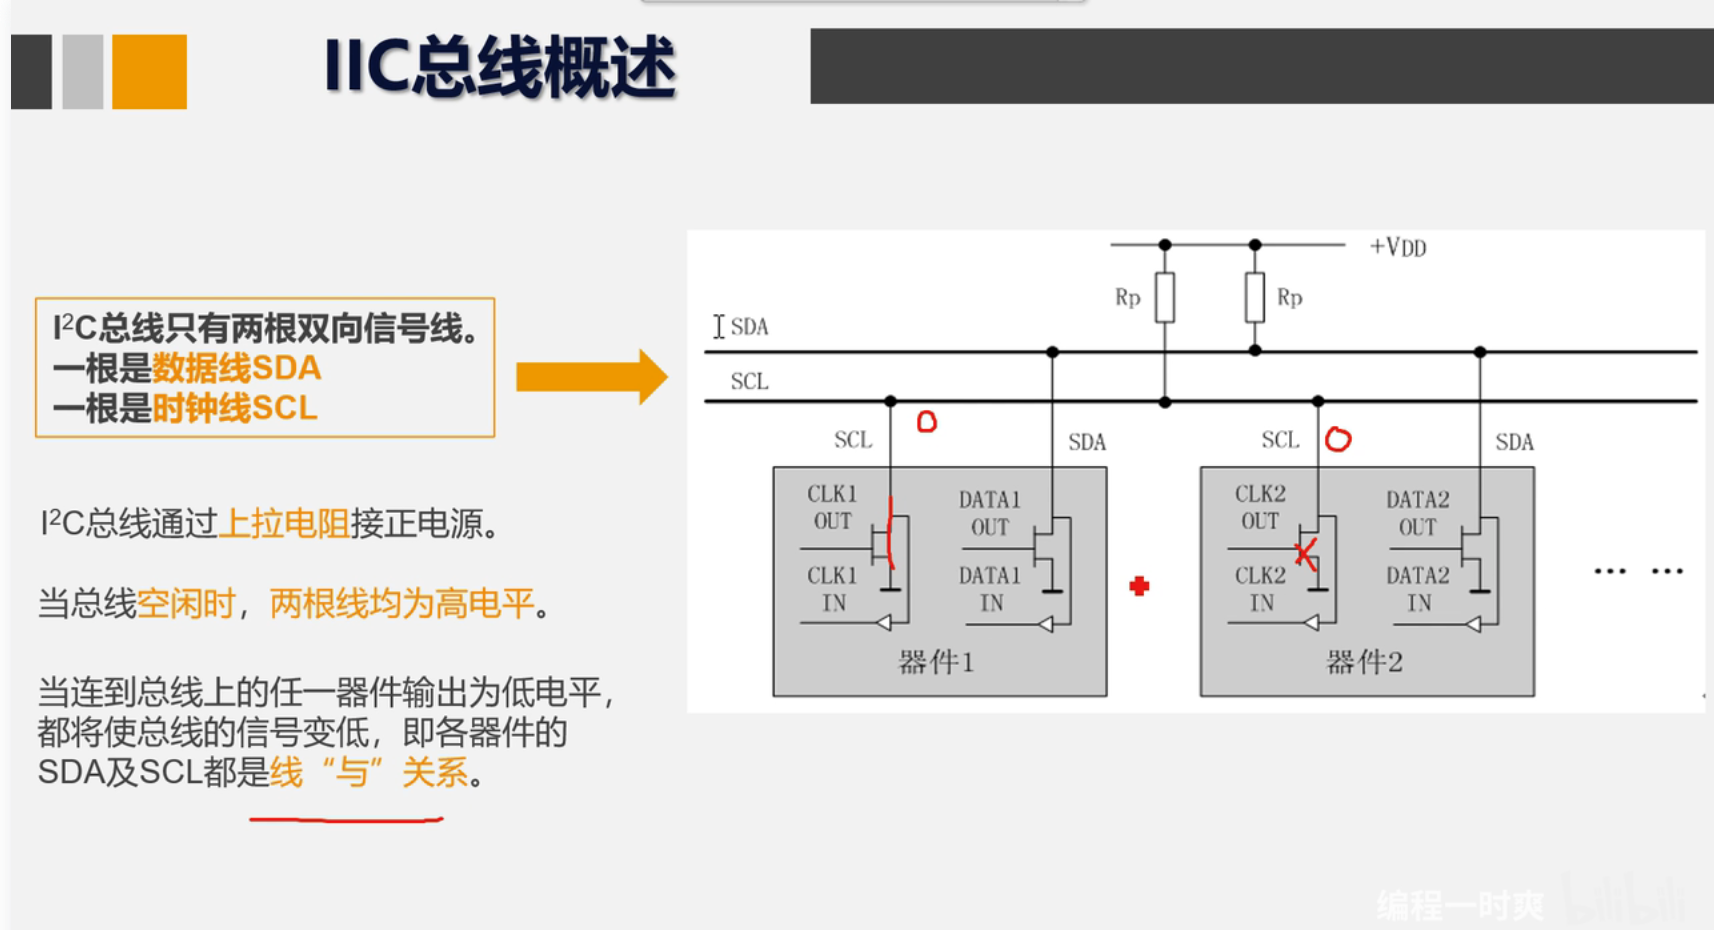 IIC总线概述
I²C总线只有两根双向信号线。
一根是数据线SDA
一根是时钟线SCL
I²C总线通过上拉电阻接正电源。
当总线空闲时，两根线均为高电平。
当连到总线上的任一器件输出为低电平，
都将使总线的信号变低，即各器件的
SDA及SCL都是线“与”关系。
+VDD
Rp
Rp
SDA
SCL
0
SCL
SDA
SCL
0
SDA
CLK1
OUT
DATA1
OUT
CLK1
IN
DATA1
IN
器件1
CLK2
OUT
DATA2
OUT
CLK2
IN
DATA2
IN
器件2
··· ···
编程一时爽
bilibili